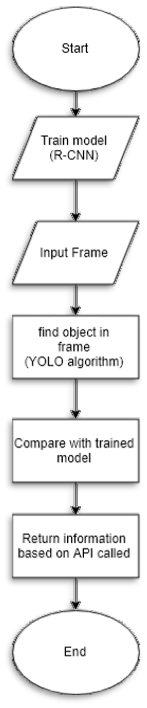 Start
Train model
(R-CNN)
Input Frame
find object in
frame
(YOLO algorithm)
Compare with trained
model
Return information
based on API called
End